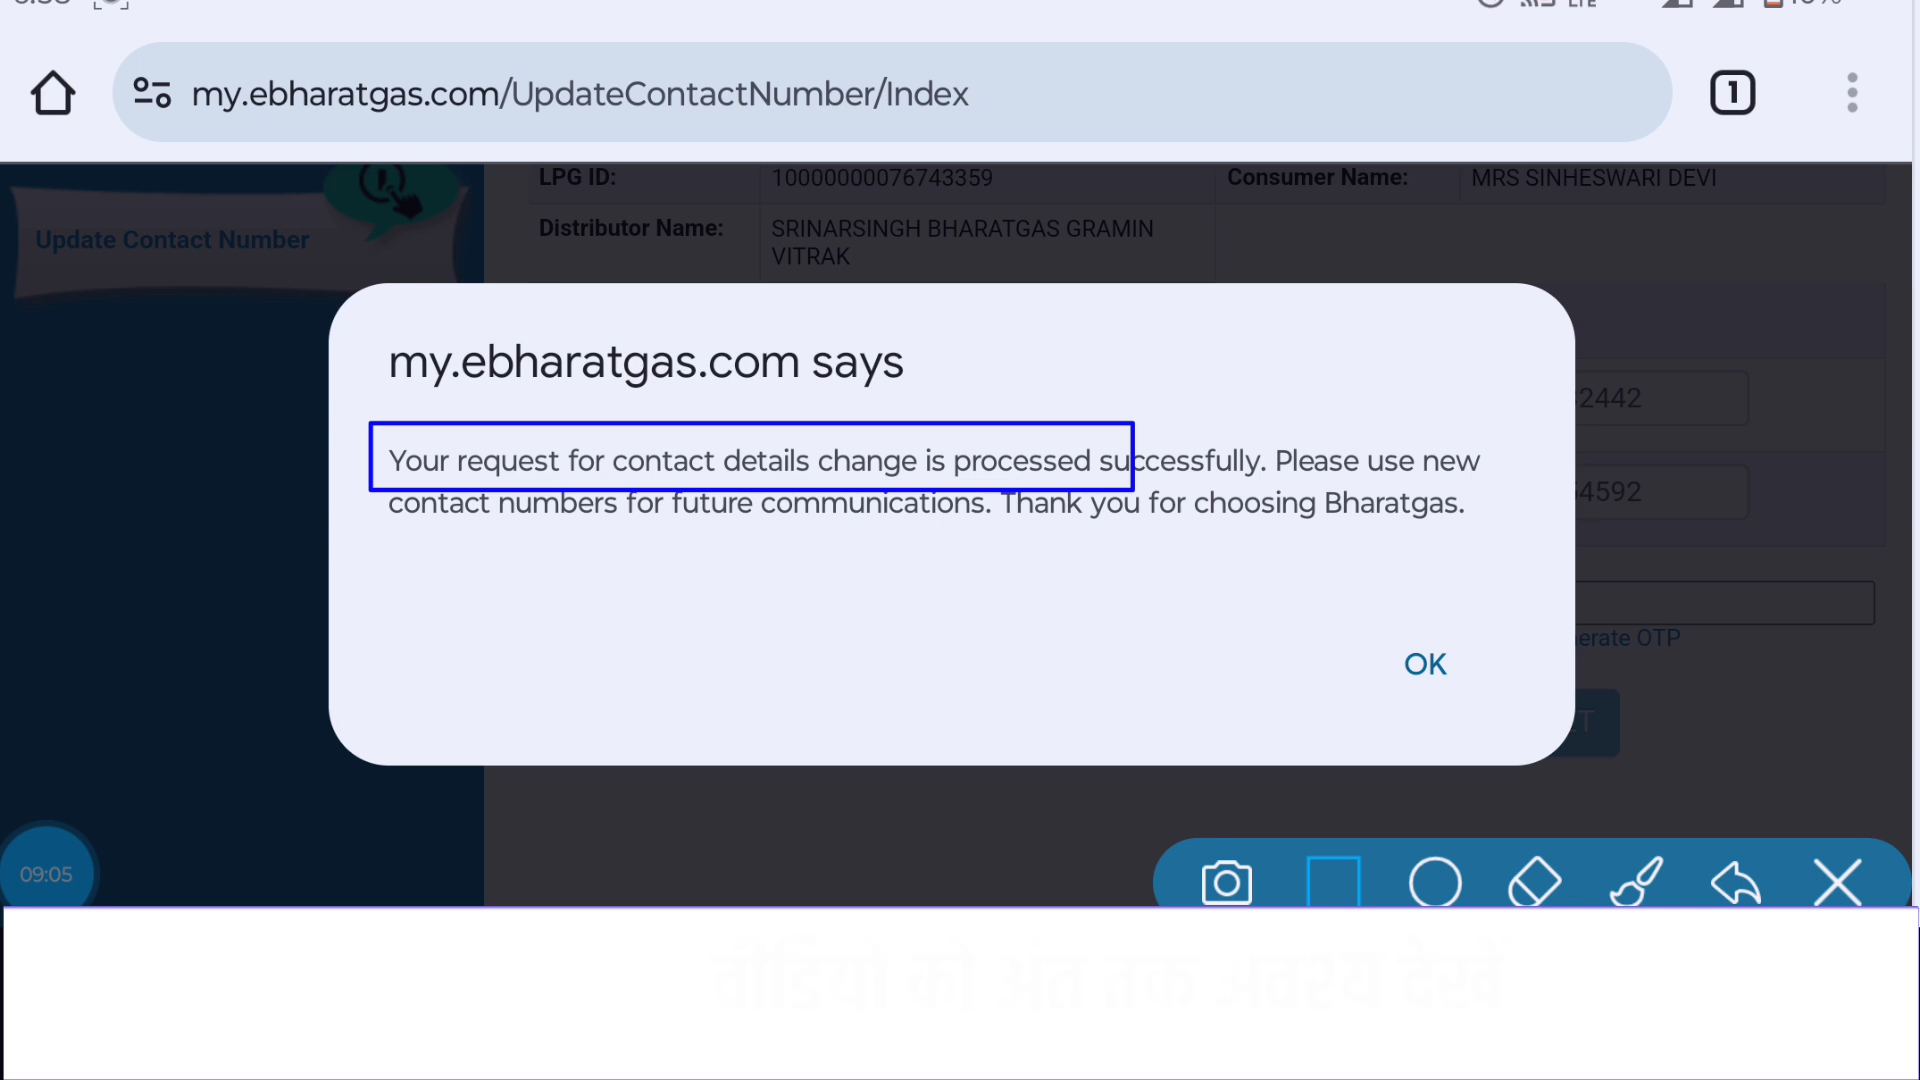 my.ebharatgas.com/UpdateContactNumber/Index
1
LPG ID: 10000000076743359 Consumer Name: MRS SINHESWARI DEVI
Update Contact Number
Distributor Name: SRINARSINGH BHARATGAS GRAMIN
VITRAK
my.ebharatgas.com says
2442
Your request for contact details change is processed successfully. Please use new
contact numbers for future communications. Thank you for choosing Bharatgas.
4592
erate OTP
OK
T
09:05
वीडियो को अंत तक अवश्य देखें